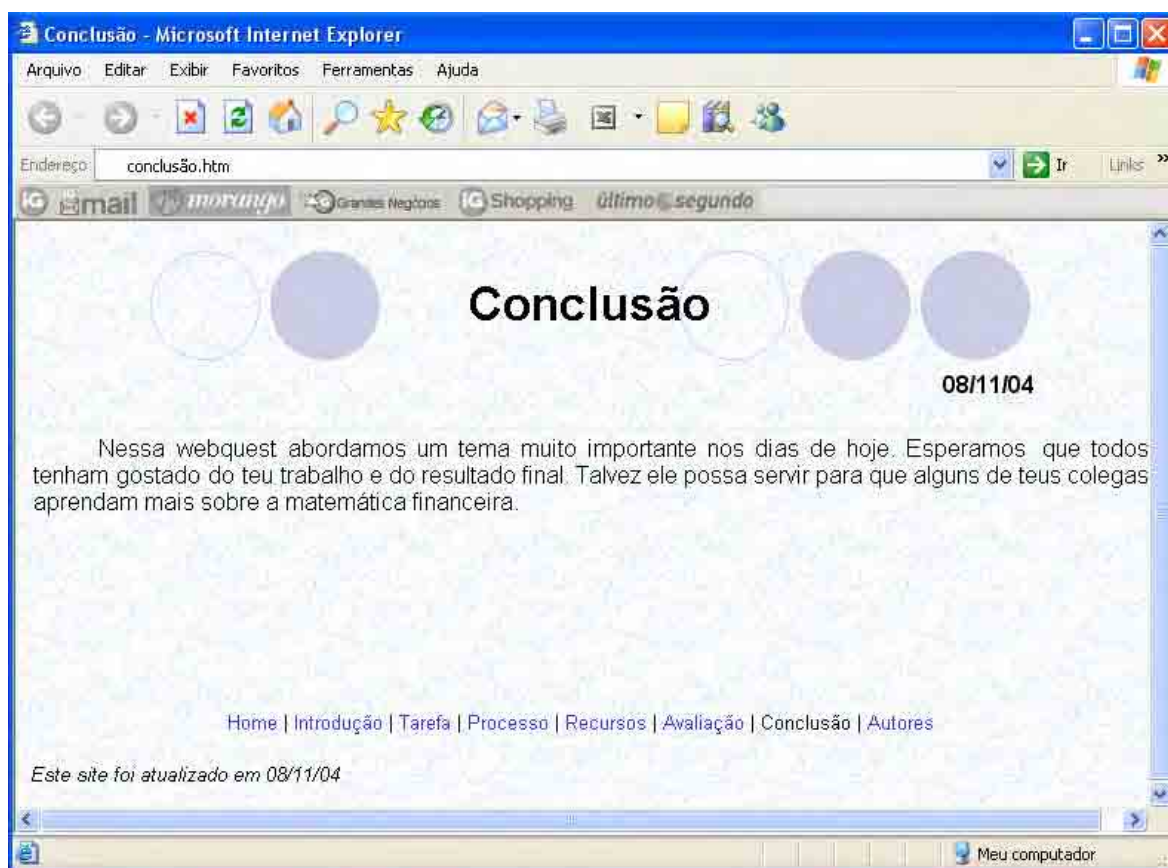 Conclusão - Microsoft Internet Explorer
Arquivo Editar Exibir Favoritos Ferramentas Ajuda
Endereço conclusão.htm Ir Links »
iG email morango iG Grandes Negócios iG Shopping último segundo
Conclusão
08/11/04
Nessa webquest abordamos um tema muito importante nos dias de hoje. Esperamos que todos
tenham gostado do teu trabalho e do resultado final. Talvez ele possa servir para que alguns de teus colegas
aprendam mais sobre a matemática financeira.
Home | Introdução | Tarefa | Processo | Recursos | Avaliação | Conclusão | Autores
Este site foi atualizado em 08/11/04
Meu computador